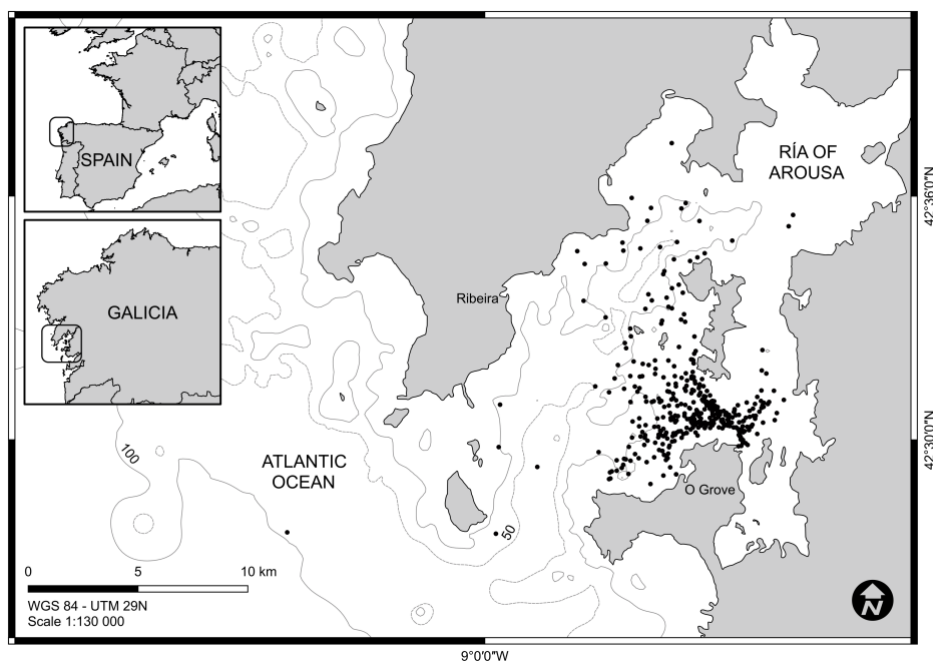 SPAIN
GALICIA
RÍA OF
AROUSA
Ribeira
ATLANTIC
OCEAN
100
50
O Grove
0 5 10 km
WGS 84 - UTM 29N
Scale 1:130 000
N
42°36'0"N
42°30'0"N
9°0'0"W